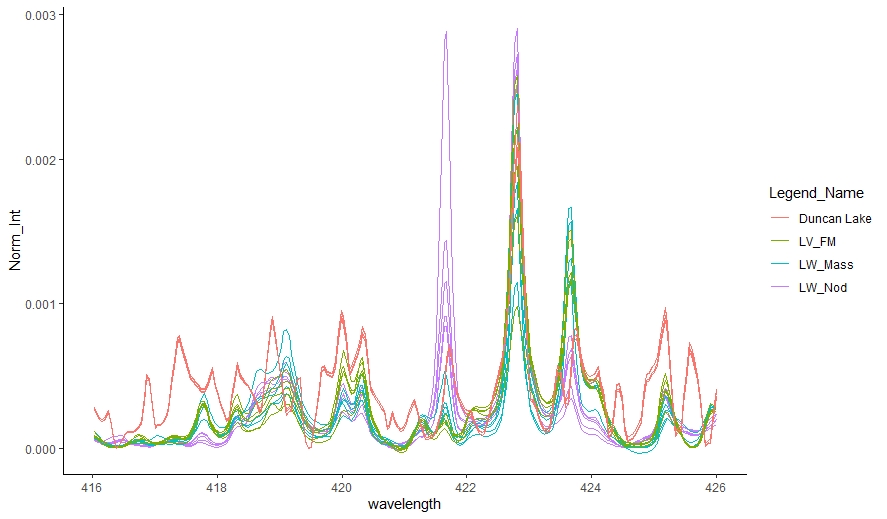 0.003
0.002
0.001
0.000
Norm_Int
416
418
420
422
424
426
wavelength
Legend_Name
Duncan Lake
LV_FM
LW_Mass
LW_Nod